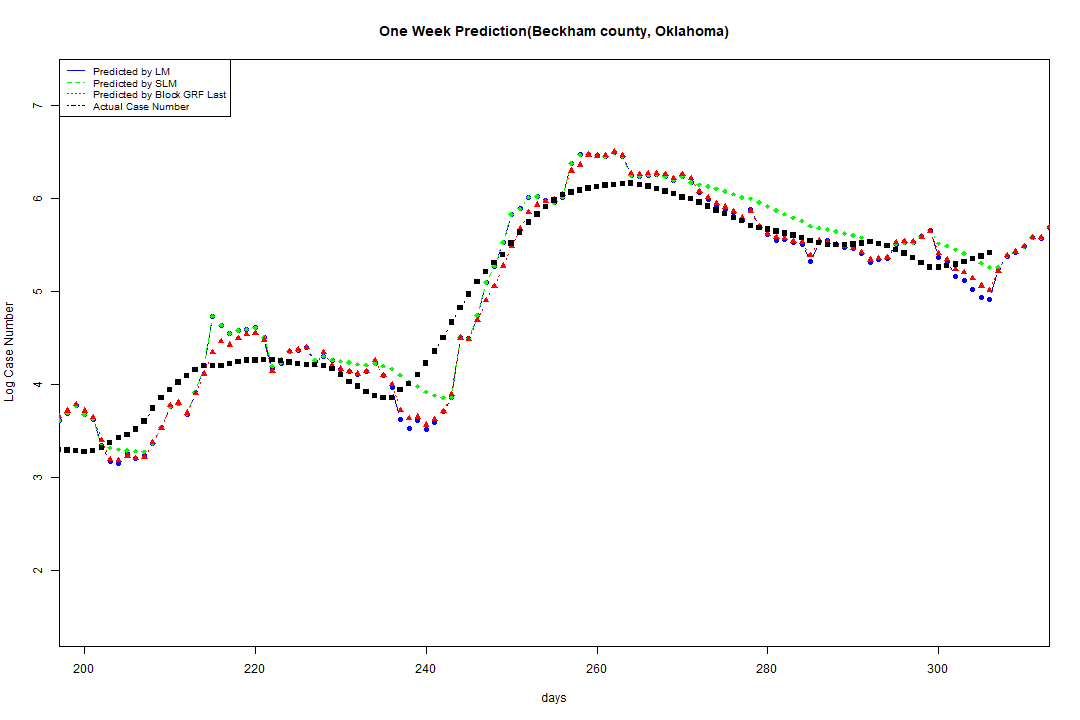 One Week Prediction(Beckham county, Oklahoma)
Predicted by LM
Predicted by SLM
Predicted by Block GRF Last
Actual Case Number
7
6
5
4
3
2
Log Case Number
200 220 240 260 280 300
days